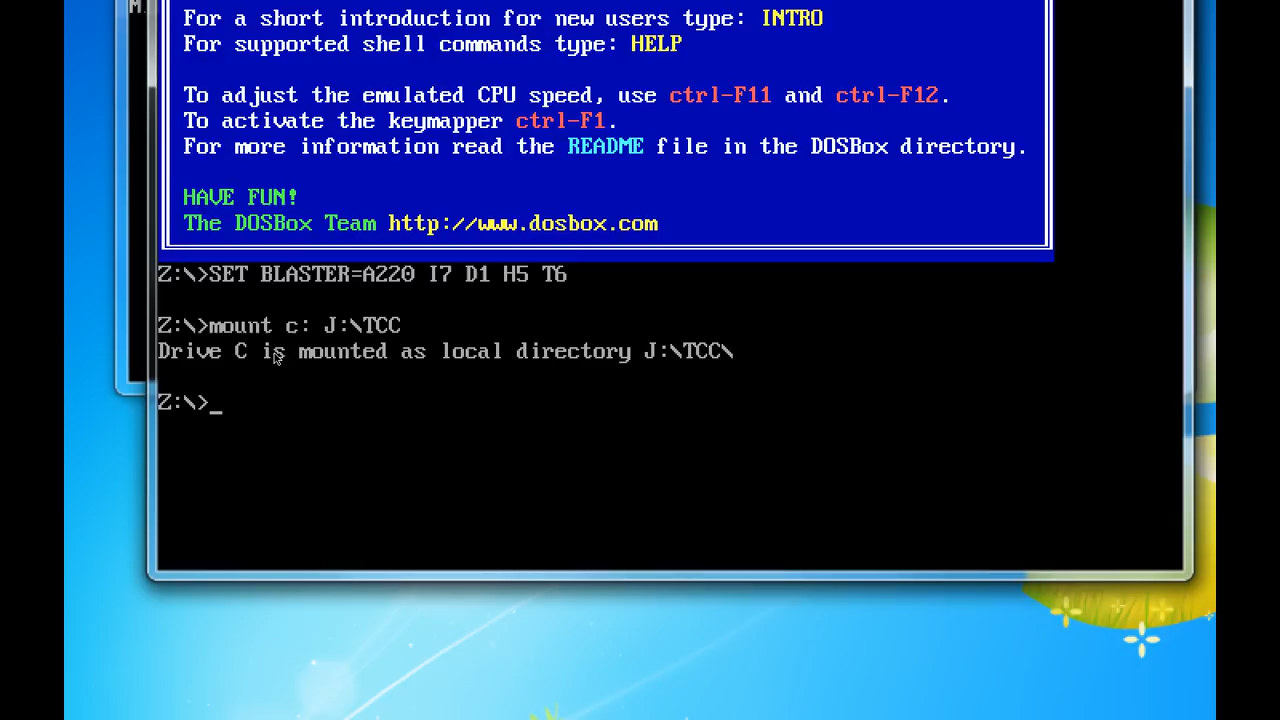 M
For a short introduction for new users type: INTRO
For supported shell commands type: HELP
To adjust the emulated CPU speed, use ctrl-F11 and ctrl-F12.
To activate the keymapper ctrl-F1.
For more information read the README file in the DOSBox directory.
HAVE FUN!
The DOSBox Team http://www.dosbox.com
Z:\>SET BLASTER=A220 I7 D1 H5 T6
Z:\>mount c: J:\TCC
Drive C is mounted as local directory J:\TCC\
Z:\>_